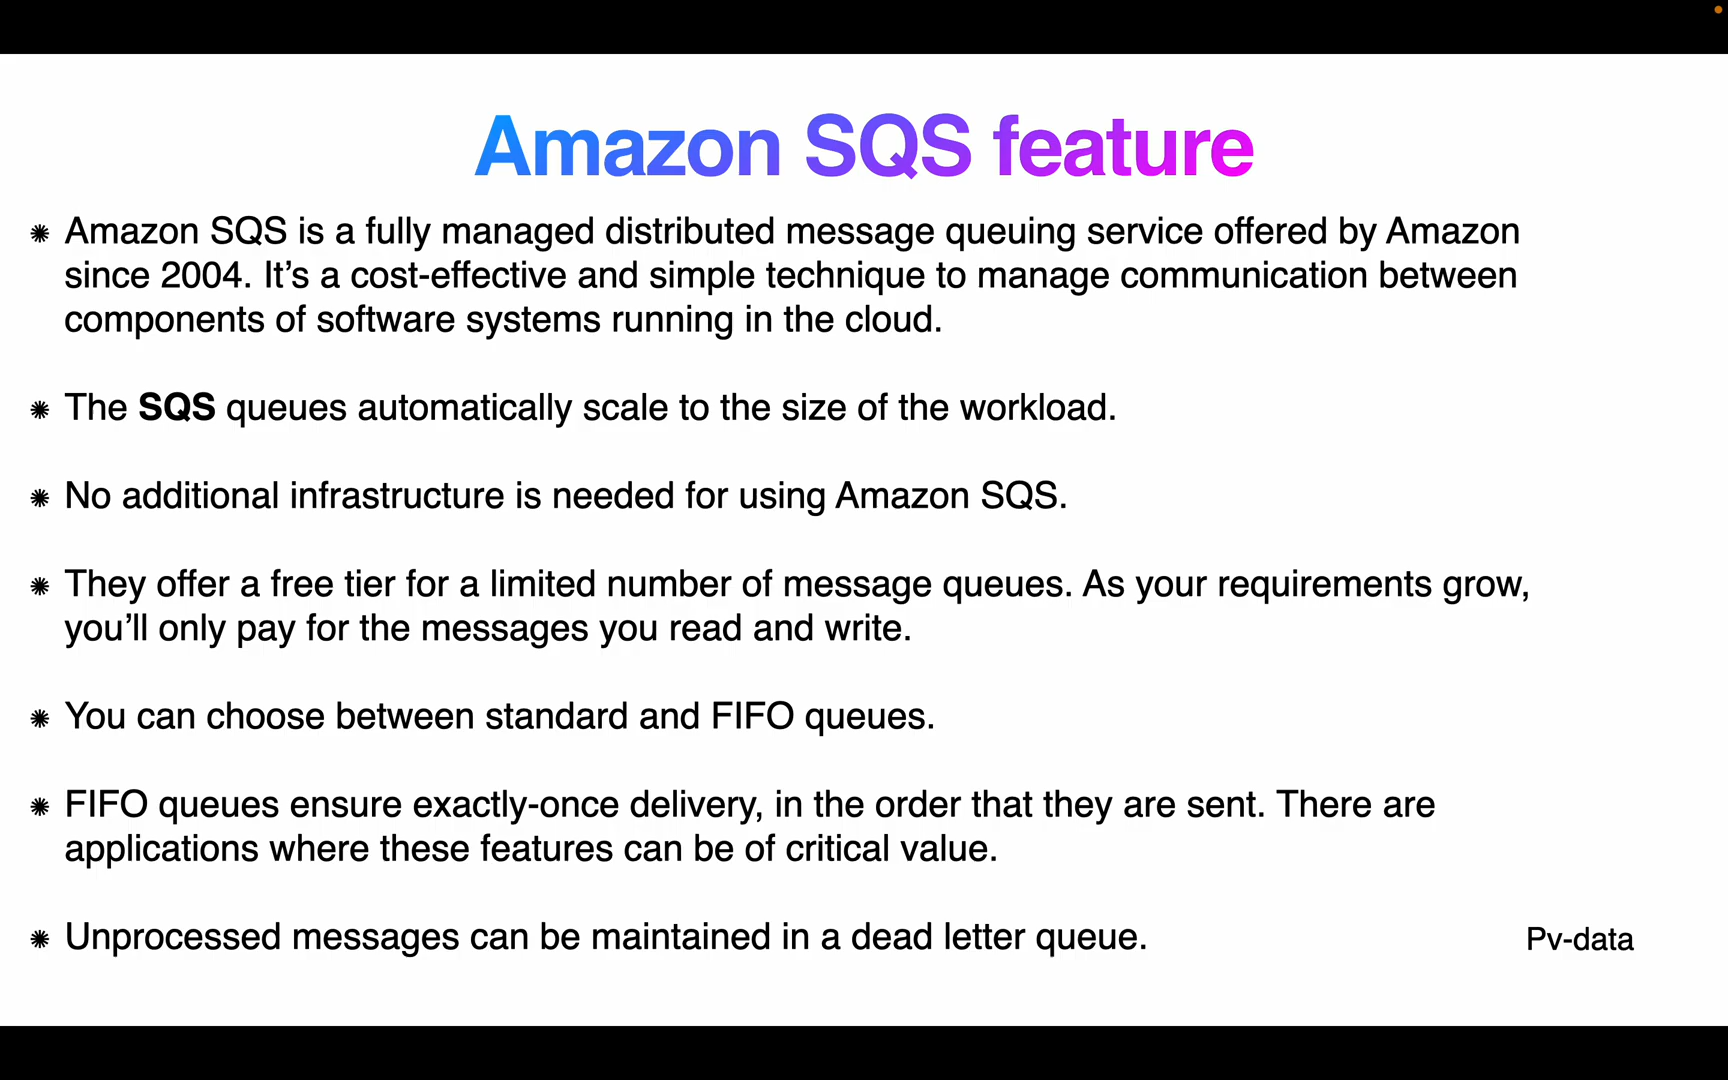 Amazon SQS feature
Amazon SQS is a fully managed distributed message queuing service offered by Amazon
since 2004. It’s a cost-effective and simple technique to manage communication between
components of software systems running in the cloud.
The SQS queues automatically scale to the size of the workload.
No additional infrastructure is needed for using Amazon SQS.
They offer a free tier for a limited number of message queues. As your requirements grow,
you’ll only pay for the messages you read and write.
You can choose between standard and FIFO queues.
FIFO queues ensure exactly-once delivery, in the order that they are sent. There are
applications where these features can be of critical value.
Unprocessed messages can be maintained in a dead letter queue.
Pv-data